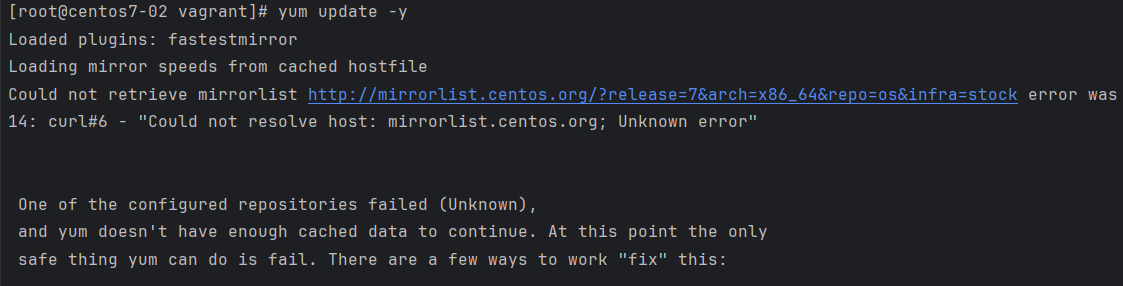 [root@centos7-02 vagrant]# yum update -y
Loaded plugins: fastestmirror
Loading mirror speeds from cached hostfile
Could not retrieve mirrorlist http://mirrorlist.centos.org/?release=7&arch=x86_64&repo=os&infra=stock error was
14: curl#6 - "Could not resolve host: mirrorlist.centos.org; Unknown error"
One of the configured repositories failed (Unknown),
and yum doesn't have enough cached data to continue. At this point the only
safe thing yum can do is fail. There are a few ways to work "fix" this: